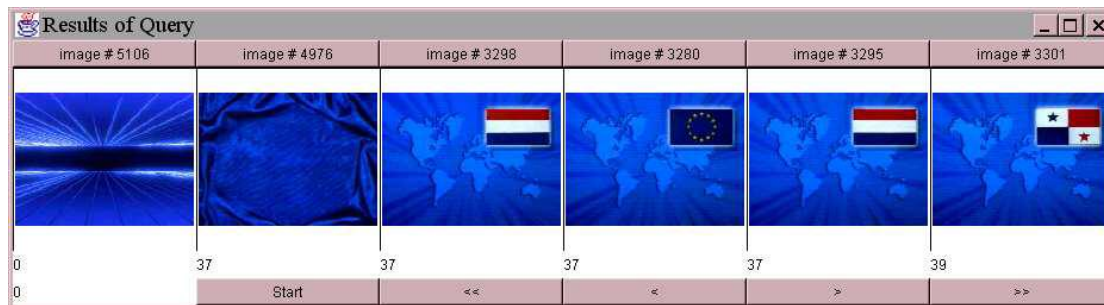 Results of Query
image # 5106 image # 4976 image # 3298 image # 3280 image # 3295 image # 3301
0 37 37 37 37 39
0 Start << < > >>